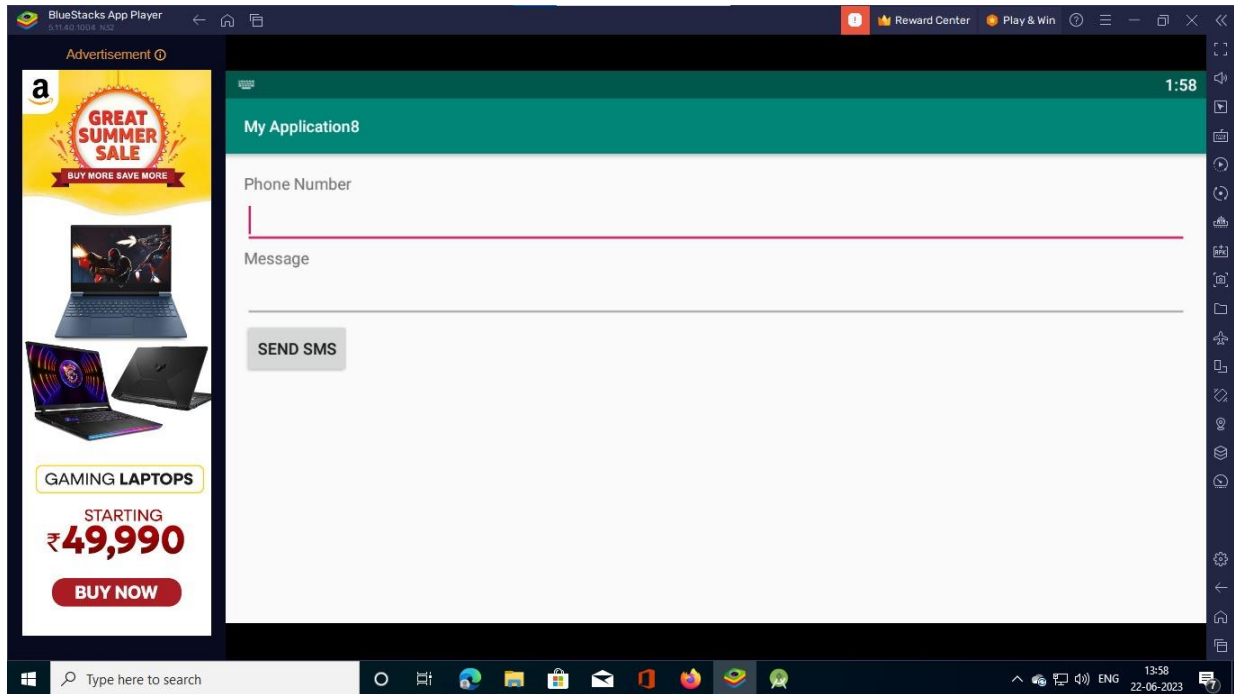 BlueStacks App Player
5.11.40.1004 N32
Reward Center
Play & Win
Advertisement
a
GREAT
SUMMER
SALE
BUY MORE SAVE MORE
GAMING LAPTOPS
STARTING
₹49,990
BUY NOW
1:58
My Application8
Phone Number
Message
SEND SMS
APK
Type here to search
ENG
13:58
22-06-2023
7